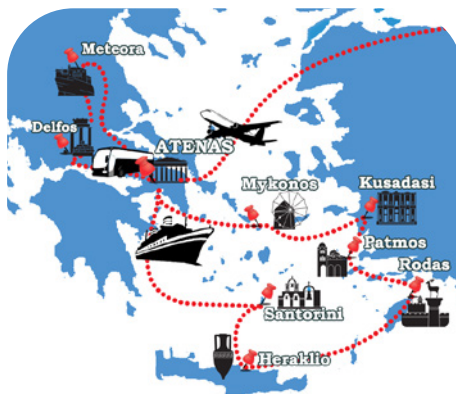 Meteora
Delfos
ATENAS
Mykonos
Kusadasi
Patmos
Rodas
Santorini
Heraklio